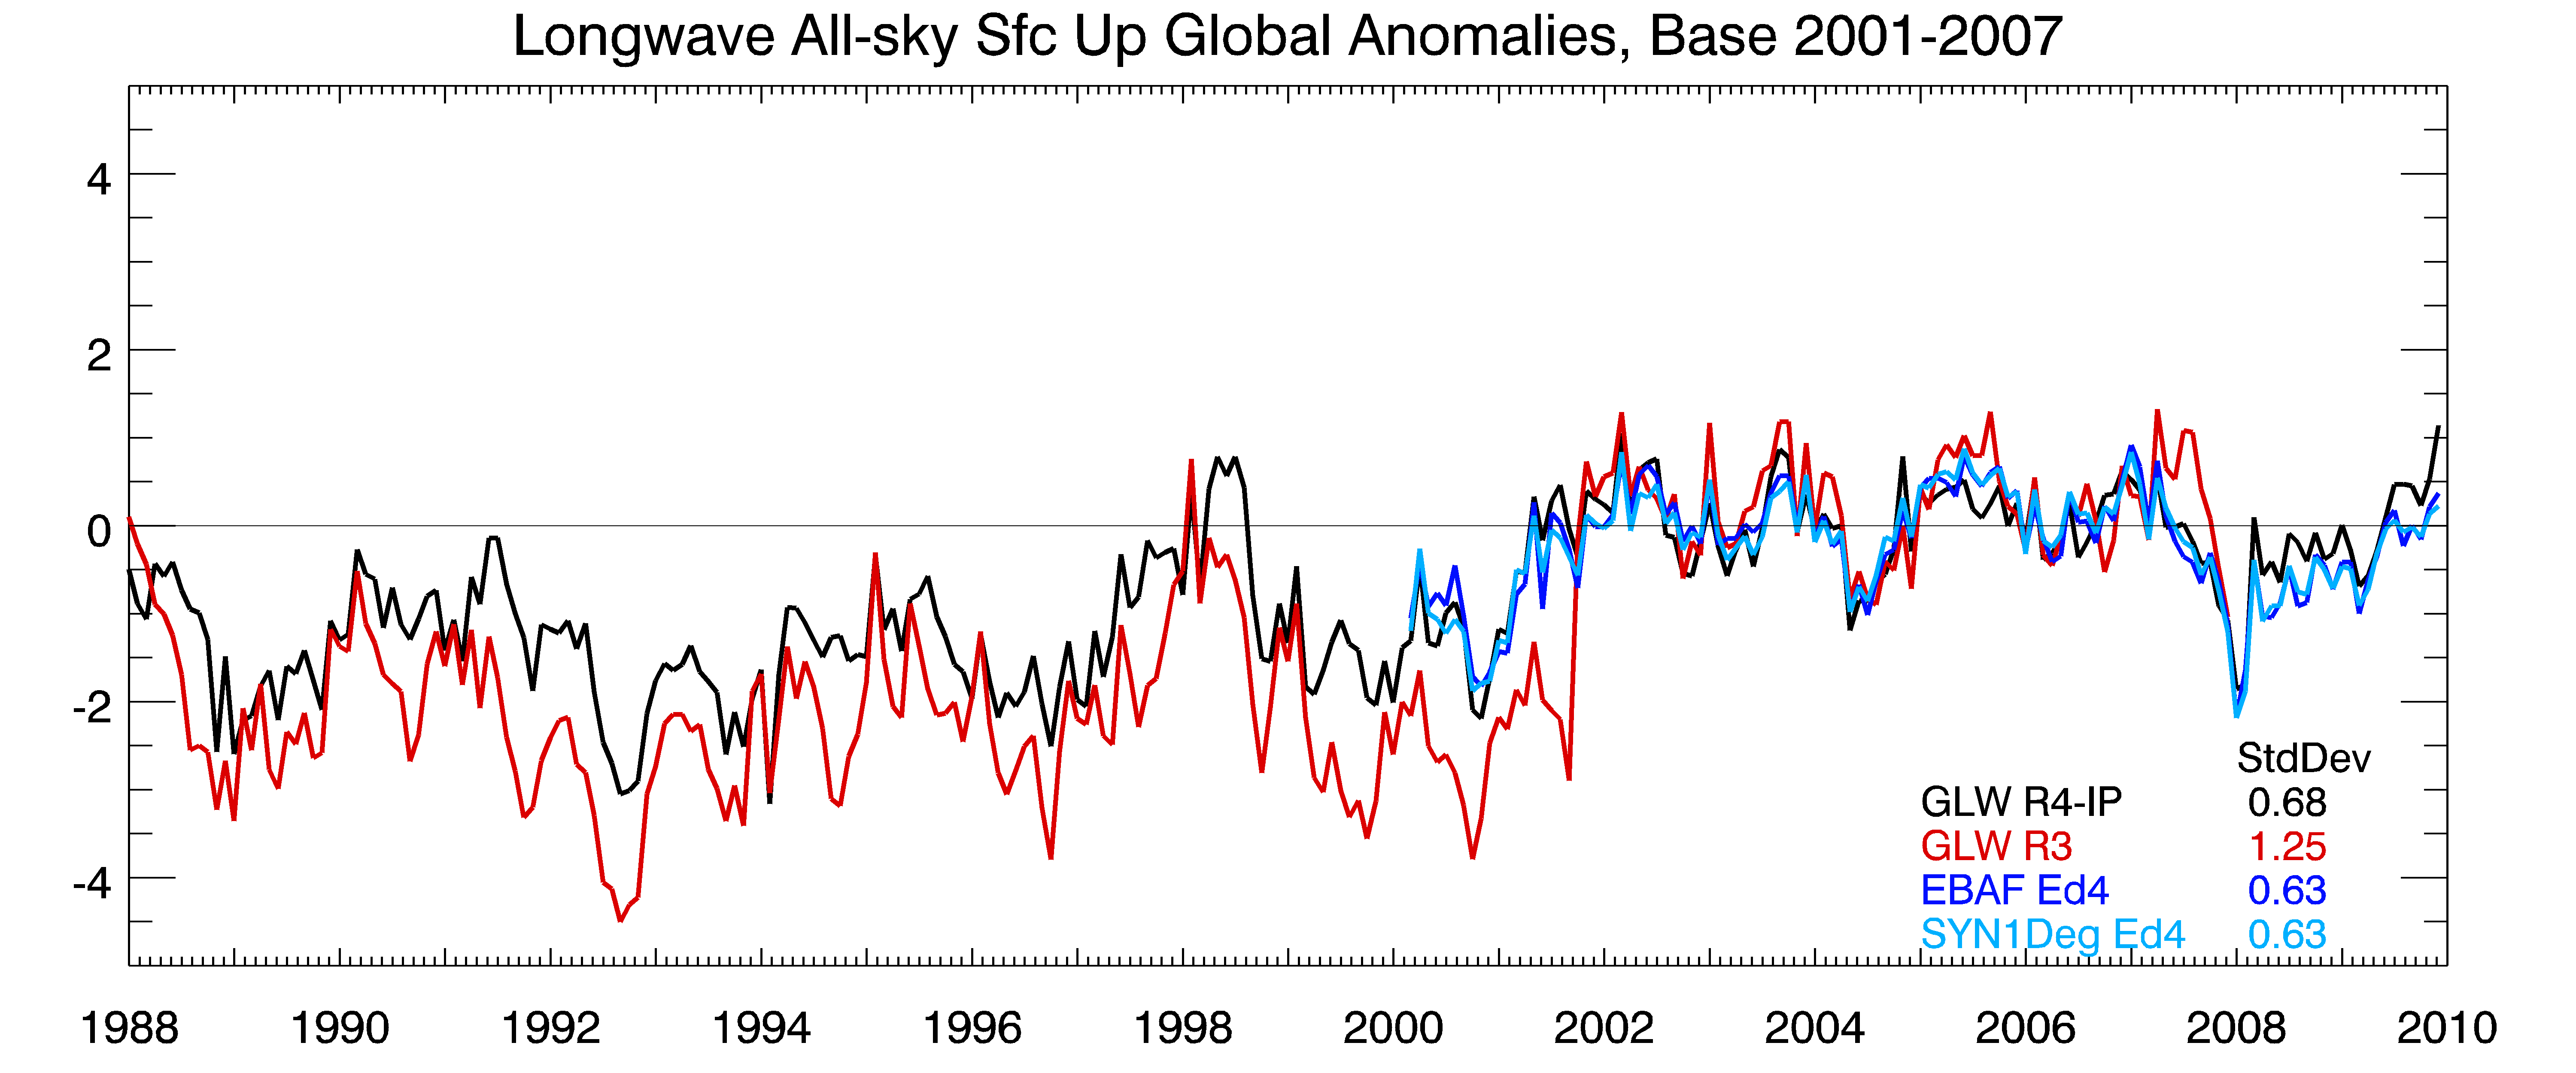 Longwave All-sky Sfc Up Global Anomalies, Base 2001-2007
4
2
0
-2
-4
StdDev
GLW R4-IP 0.68
GLW R3 1.25
EBAF Ed4 0.63
SYN1Deg Ed4 0.63
1988 1990 1992 1994 1996 1998 2000 2002 2004 2006 2008 2010